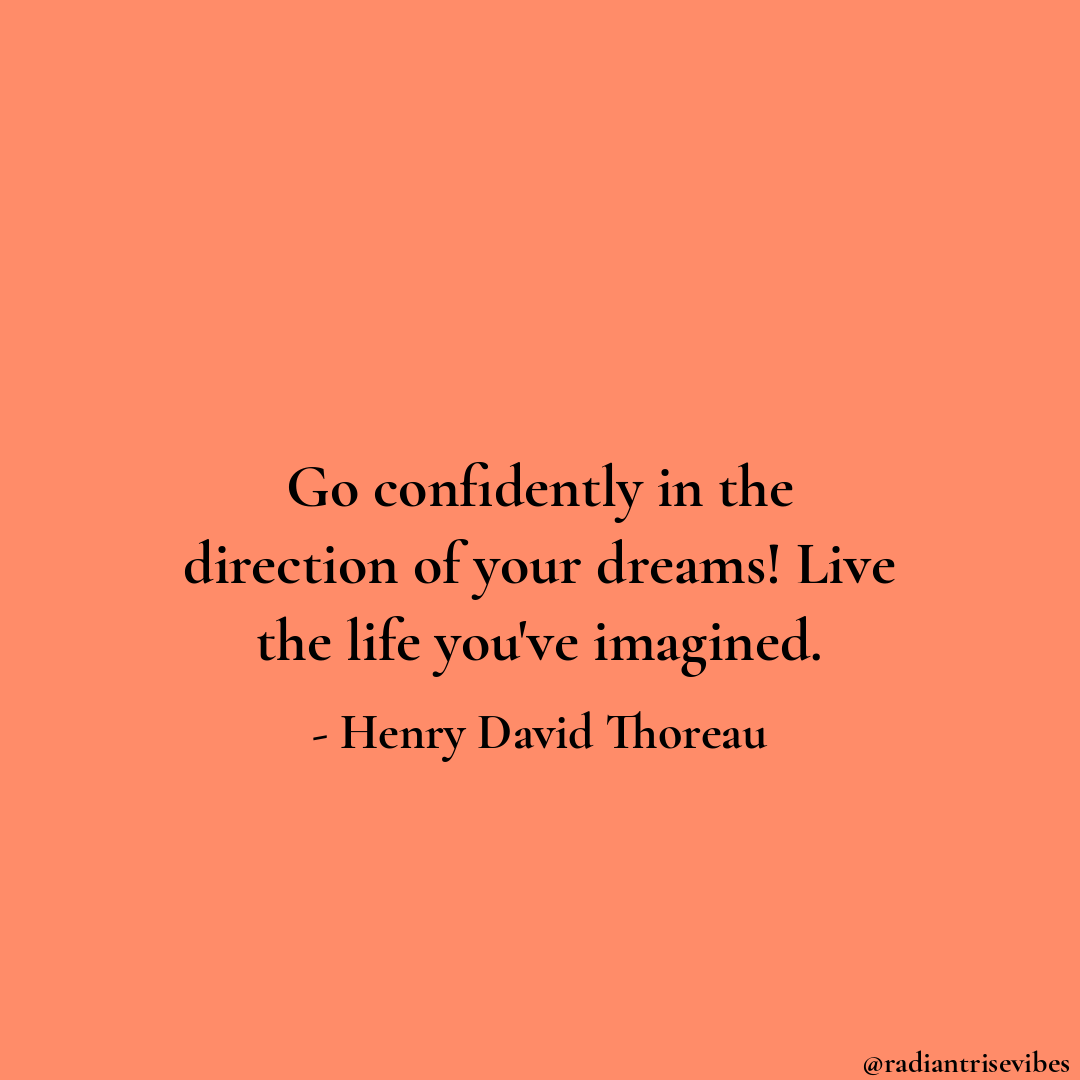 Go confidently in the
direction of your dreams! Live
the life you've imagined.
- Henry David Thoreau
@radiantrisevibes